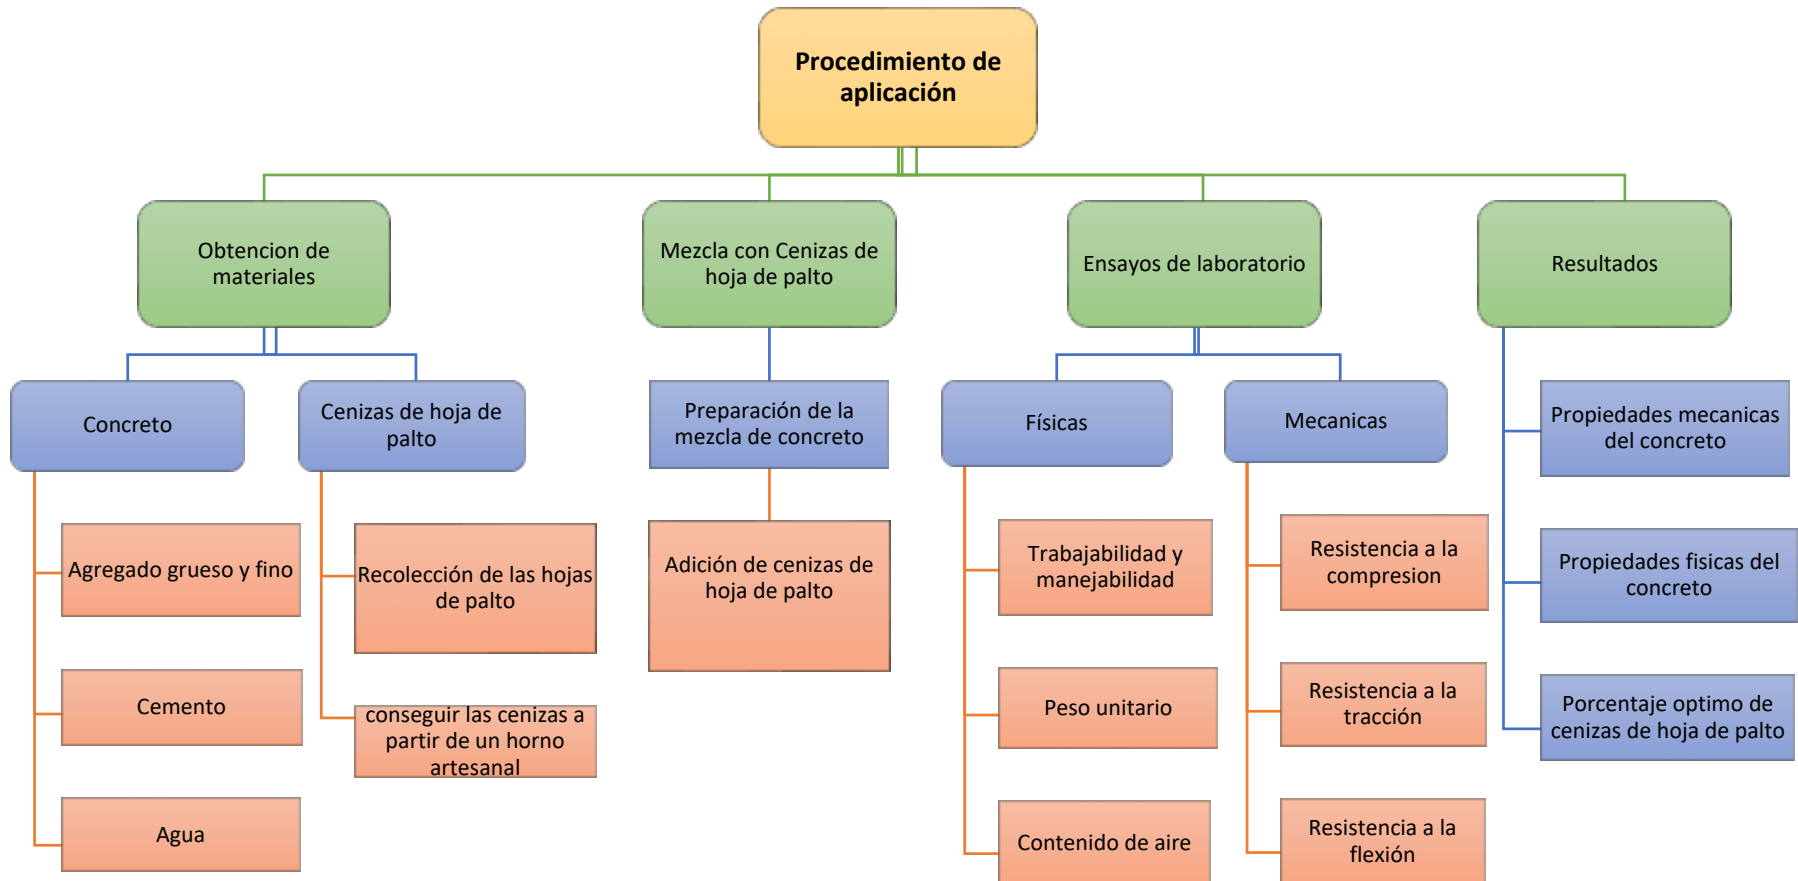 Procedimiento de
aplicación
Obtencion de
materiales
Mezcla con Cenizas de
hoja de palto
Ensayos de laboratorio
Resultados
Concreto
Cenizas de hoja de
palto
Preparación de la
mezcla de concreto
Físicas
Mecanicas
Propiedades mecanicas
del concreto
Agregado grueso y fino
Recolección de las hojas
de palto
Adición de cenizas de
hoja de palto
Trabajabilidad y
manejabilidad
Resistencia a la
compresion
Propiedades fisicas del
concreto
Cemento
conseguir las cenizas a
partir de un horno
artesanal
Peso unitario
Resistencia a la
tracción
Porcentaje optimo de
cenizas de hoja de palto
Agua
Contenido de aire
Resistencia a la
flexión